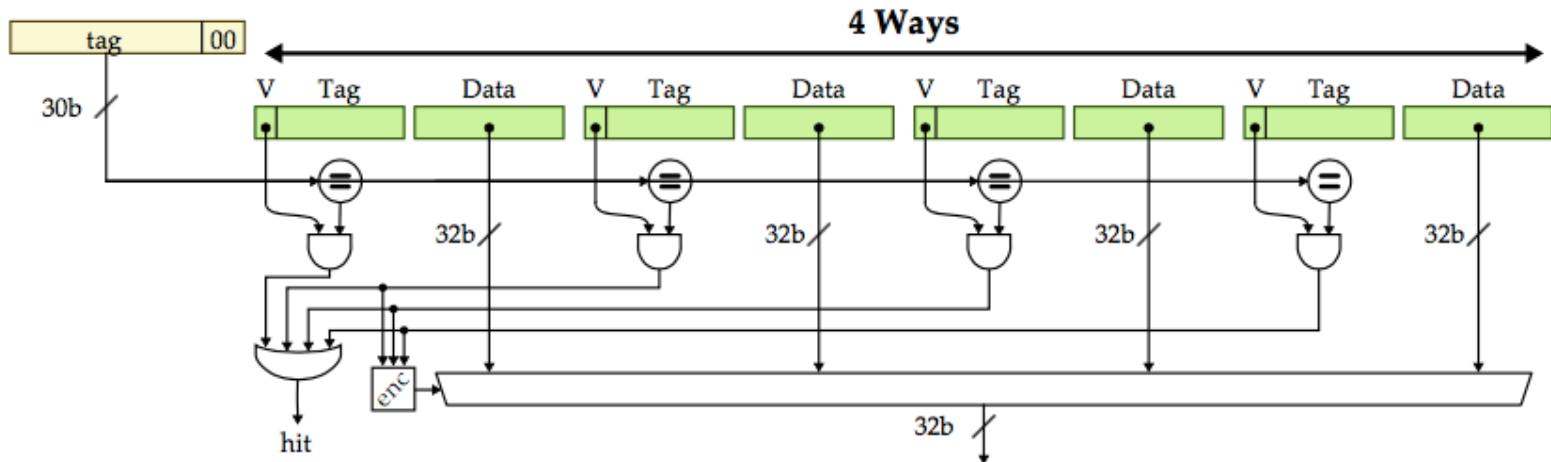 4 Ways
tag 00
V Tag Data V Tag Data V Tag Data V Tag Data
30b
32b 32b 32b 32b
enc
32b
hit